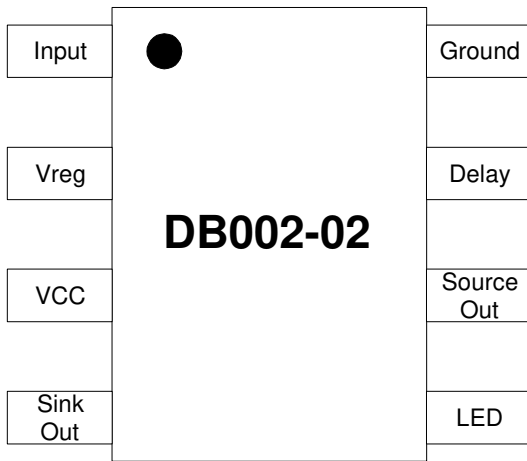 Input
Ground
Vreg
Delay
DB002-02
VCC
Source
Out
Sink
Out
LED